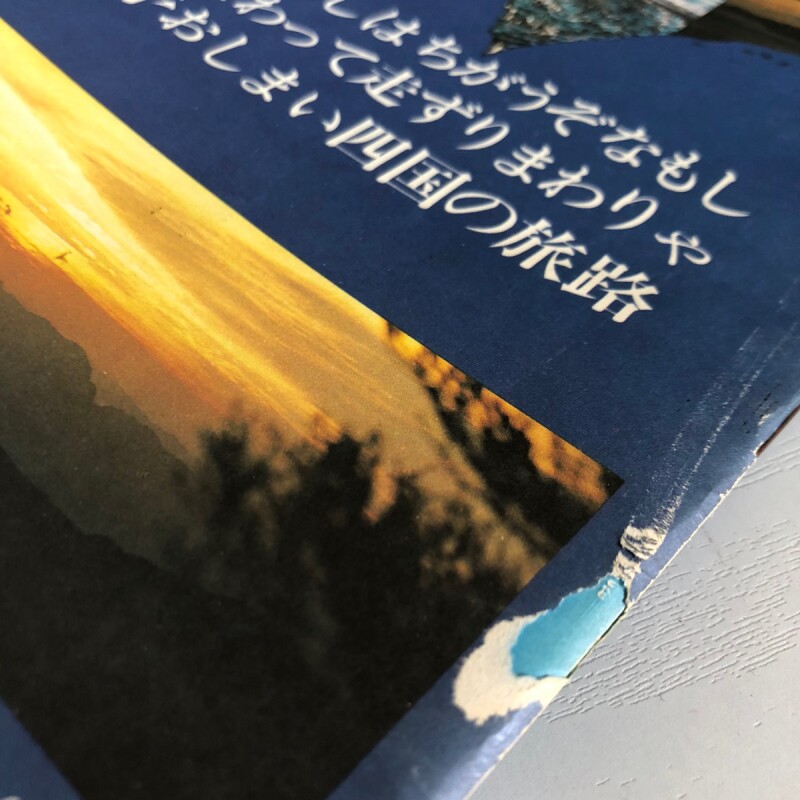 しはちがうぞなもし
わって走ずりまわりや
おしまい四国の旅路